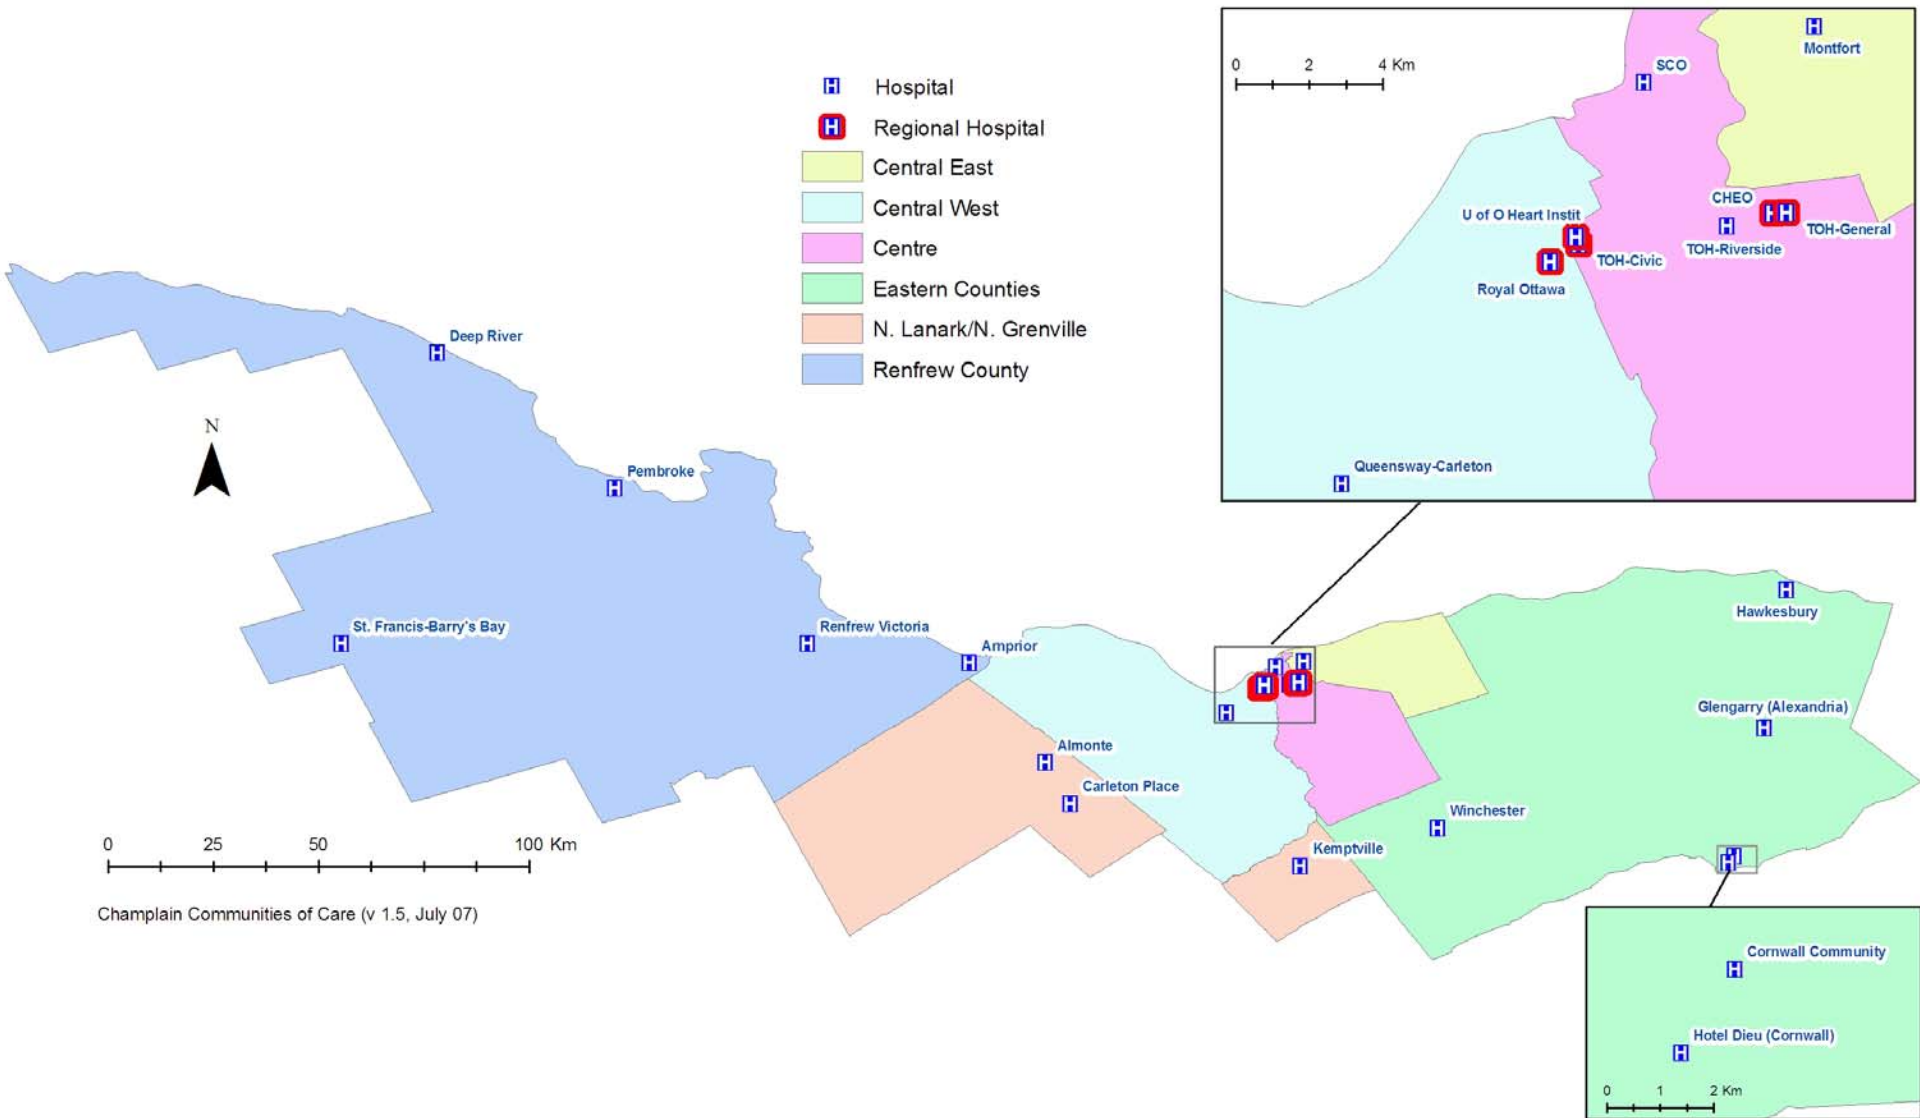 Hospital
Regional Hospital
Central East
Central West
Centre
Eastern Counties
N. Lanark/N. Grenville
Renfrew County
0 2 4 Km
Montfort
SCO
CHEO
U of O Heart Instit
TOH-General
TOH-Riverside
TOH-Civic
Royal Ottawa
Queensway-Carleton
Deep River
N
Pembroke
St. Francis-Barry's Bay
Renfrew Victoria
Arnprior
Hawkesbury
Glengarry (Alexandria)
Almonte
Carleton Place
Winchester
Kemptville
0 25 50 100 Km
Champlain Communities of Care (v 1.5, July 07)
Cornwall Community
Hotel Dieu (Cornwall)
0 1 2 Km